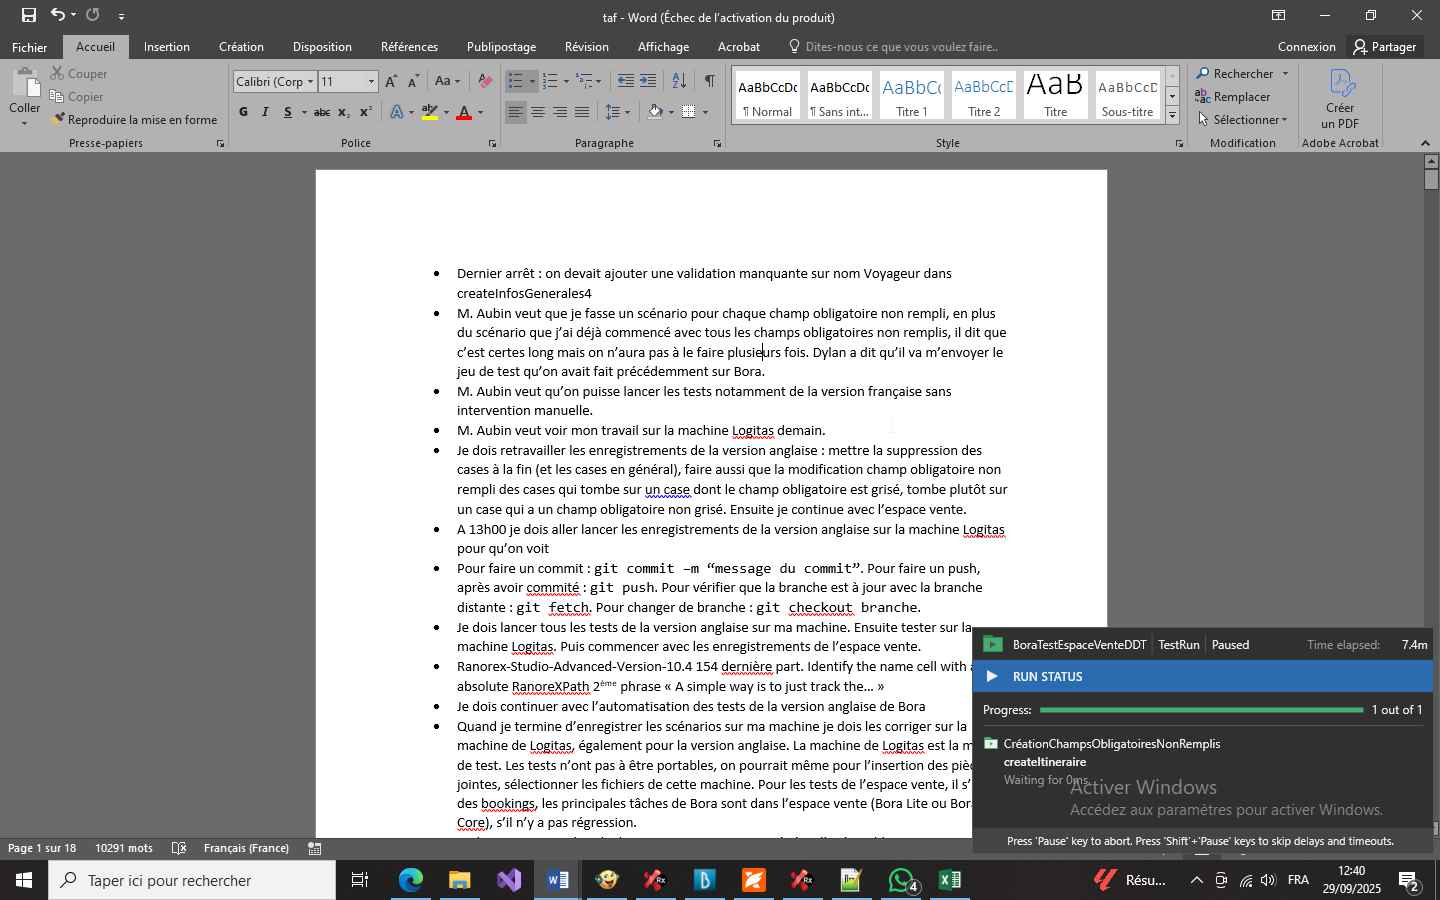 taf - Word (Échec de l'activation du produit)
Fichier Accueil Insertion Création Disposition Références Publipostage Révision Affichage Acrobat Dites-nous ce que vous voulez faire.. Connexion Partager
Coller
Couper
Copier
Reproduire la mise en forme
Presse-papiers
Calibri (Corp 11
Aa
G I S abc x₂ x²
Police
Paragraphe
AaBbCcDc AaBbCcDc AaBbC( AaBbCcD AaB AaBbCcD
¶ Normal ¶ Sans int... Titre 1 Titre 2 Titre Sous-titre
Style
Rechercher
Remplacer
Sélectionner
Modification
Créer
un PDF
Adobe Acrobat
• Dernier arrêt : on devait ajouter une validation manquante sur nom Voyageur dans
createInfosGenerales4
• M. Aubin veut que je fasse un scénario pour chaque champ obligatoire non rempli, en plus
du scénario que j'ai déjà commencé avec tous les champs obligatoires non remplis, il dit que
c'est certes long mais on n'aura pas à le faire plusieurs fois. Dylan a dit qu'il va m'envoyer le
jeu de test qu'on avait fait précédemment sur Bora.
• M. Aubin veut qu'on puisse lancer les tests notamment de la version française sans
intervention manuelle.
• M. Aubin veut voir mon travail sur la machine Logitas demain.
• Je dois retravailler les enregistrements de la version anglaise : mettre la suppression des
cases à la fin (et les cases en général), faire aussi que la modification champ obligatoire non
rempli des cases qui tombe sur un case dont le champ obligatoire est grisé, tombe plutôt sur
un case qui a un champ obligatoire non grisé. Ensuite je continue avec l'espace vente.
• A 13h00 je dois aller lancer les enregistrements de la version anglaise sur la machine Logitas
pour qu'on voit
• Pour faire un commit : git commit –m "message du commit". Pour faire un push,
après avoir commité : git push. Pour vérifier que la branche est à jour avec la branche
distante : git fetch. Pour changer de branche : git checkout branche.
• Je dois lancer tous les tests de la version anglaise sur ma machine. Ensuite tester sur la
machine Logitas. Puis commencer avec les enregistrements de l'espace vente.
• Ranorex-Studio-Advanced-Version-10.4 154 dernière part. Identify the name cell with a
absolute RanoreXPath 2ème phrase « A simple way is to just track the... »
• Je dois continuer avec l'automatisation des tests de la version anglaise de Bora
• Quand je termine d'enregistrer les scénarios sur ma machine je dois les corriger sur la
machine de Logitas, également pour la version anglaise. La machine de Logitas est la m
de test. Les tests n'ont pas à être portables, on pourrait même pour l'insertion des piè
jointes, sélectionner les fichiers de cette machine. Pour les tests de l'espace vente, il s'
des bookings, les principales tâches de Bora sont dans l'espace vente (Bora Lite ou Bor
Core), s'il n'y a pas régression.
BoraTestEspaceVenteDDT TestRun Paused Time elapsed: 7.4m
RUN STATUS
Progress: 1 out of 1
CréationChampsObligatoiresNonRemplis
createItineraire
Waiting for 0ms.
Activer Windows
Accédez aux paramètres pour activer Windows.
Press 'Pause' key to abort. Press 'Shift'+'Pause' keys to skip delays and timeouts.
Page 1 sur 18 10291 mots Français (France)
Taper ici pour rechercher
4
Résu...
FRA
12:40
29/09/2025
2